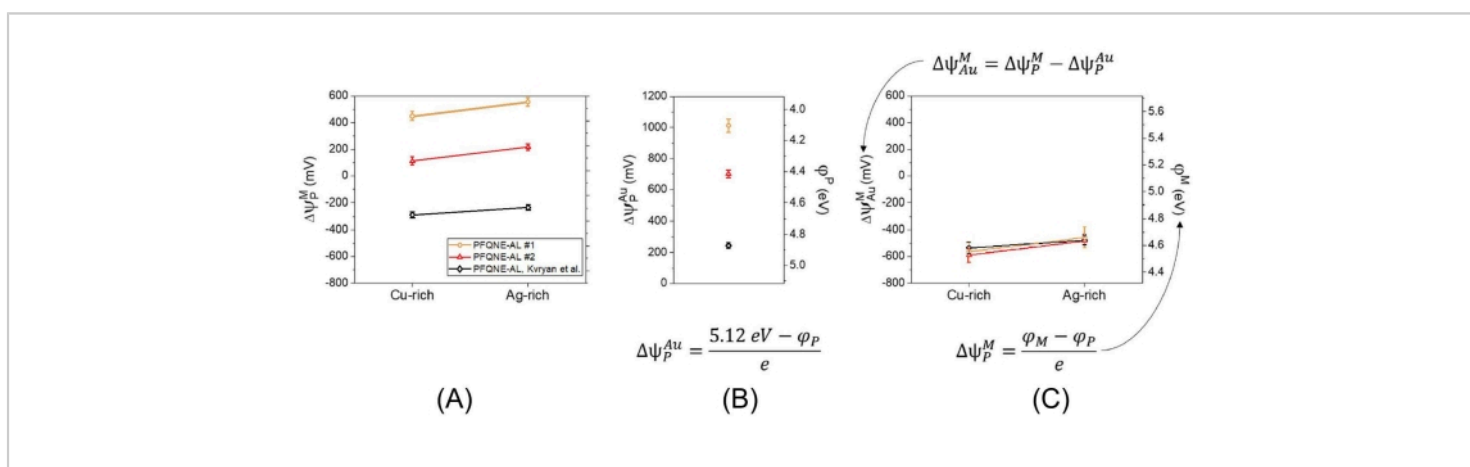 Δψ_Au^M = Δψ_P^M − Δψ_P^Au
600
400
200
0
-200
-400
-600
-800
Δψ_P^M (mV)
PFQNE-AL #1
PFQNE-AL #2
PFQNE-AL, Kvryan et al.
Cu-rich
Ag-rich
1200
1000
800
600
400
200
0
Δψ_P^Au (mV)
4.0
4.2
4.4
4.6
4.8
5.0
φ^P (eV)
600
400
200
0
-200
-400
-600
-800
Δψ_Au^M (mV)
Cu-rich
Ag-rich
5.6
5.4
5.2
5.0
4.8
4.6
4.4
φ^M (eV)
Δψ_P^Au = (5.12 eV − φ_P) / e
Δψ_P^M = (φ_M − φ_P) / e
(A)
(B)
(C)